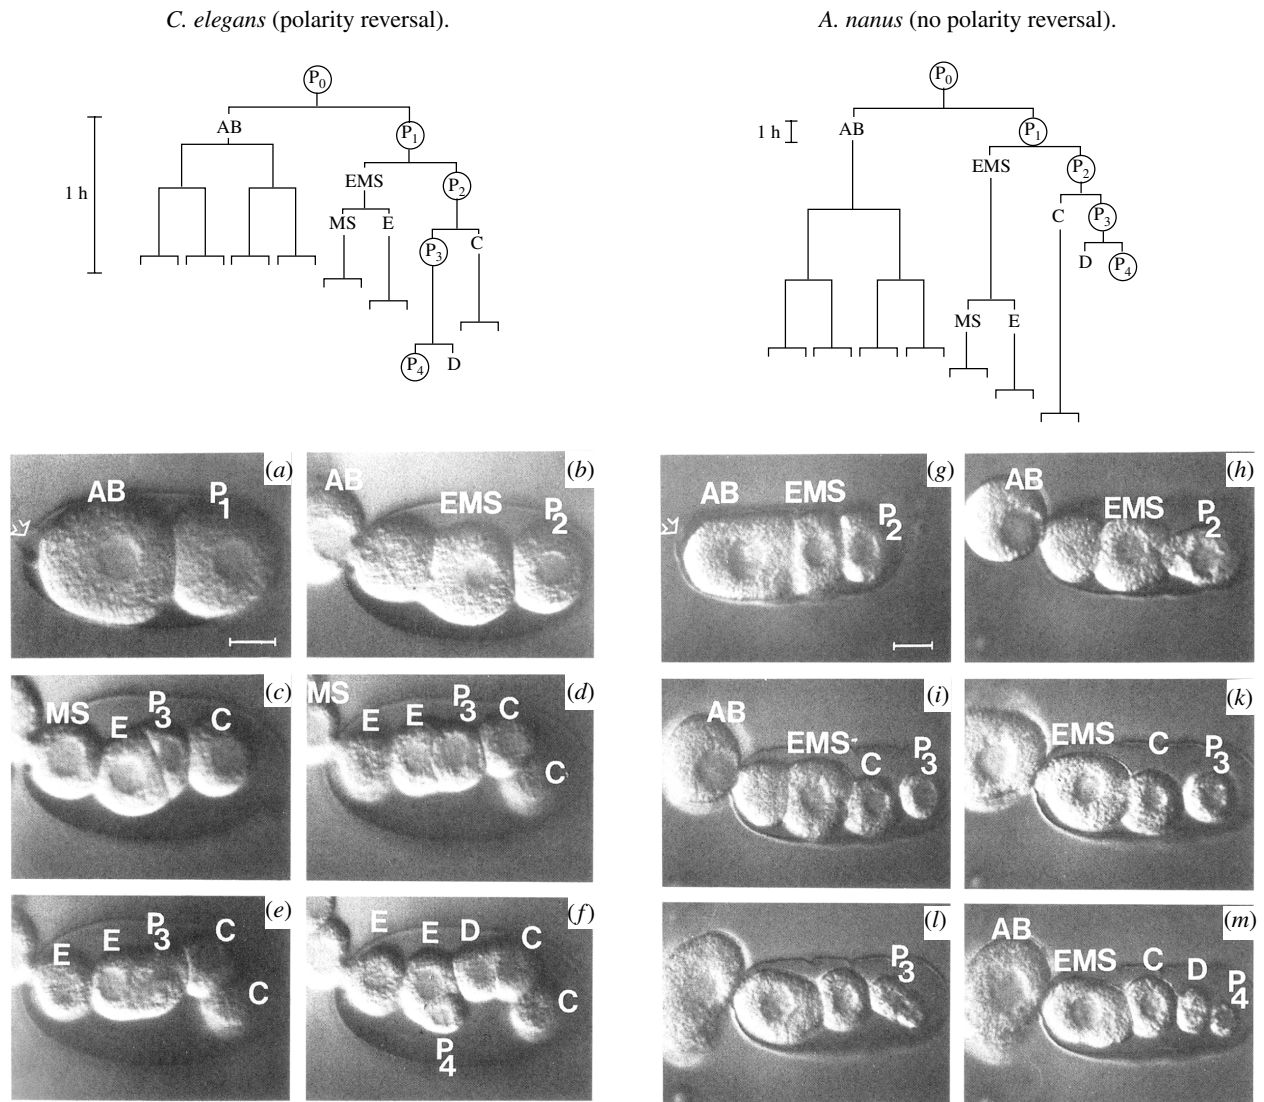 C. elegans (polarity reversal).
P0
AB
P1
1 h
EMS
P2
MS
E
P3
C
P4
D
A. nanus (no polarity reversal).
P0
1 h
AB
P1
EMS
P2
C
P3
D
P4
MS
E
(a)
AB
P1
(b)
AB
EMS
P2
(c)
MS
E
P3
C
(d)
MS
E
E
P3
C
C
(e)
E
E
P3
C
C
(f)
E
E
D
C
C
P4
(g)
AB
EMS
P2
(h)
AB
EMS
P2
(i)
AB
EMS
C
P3
(k)
EMS
C
P3
(l)
P3
(m)
AB
EMS
C
D
P4